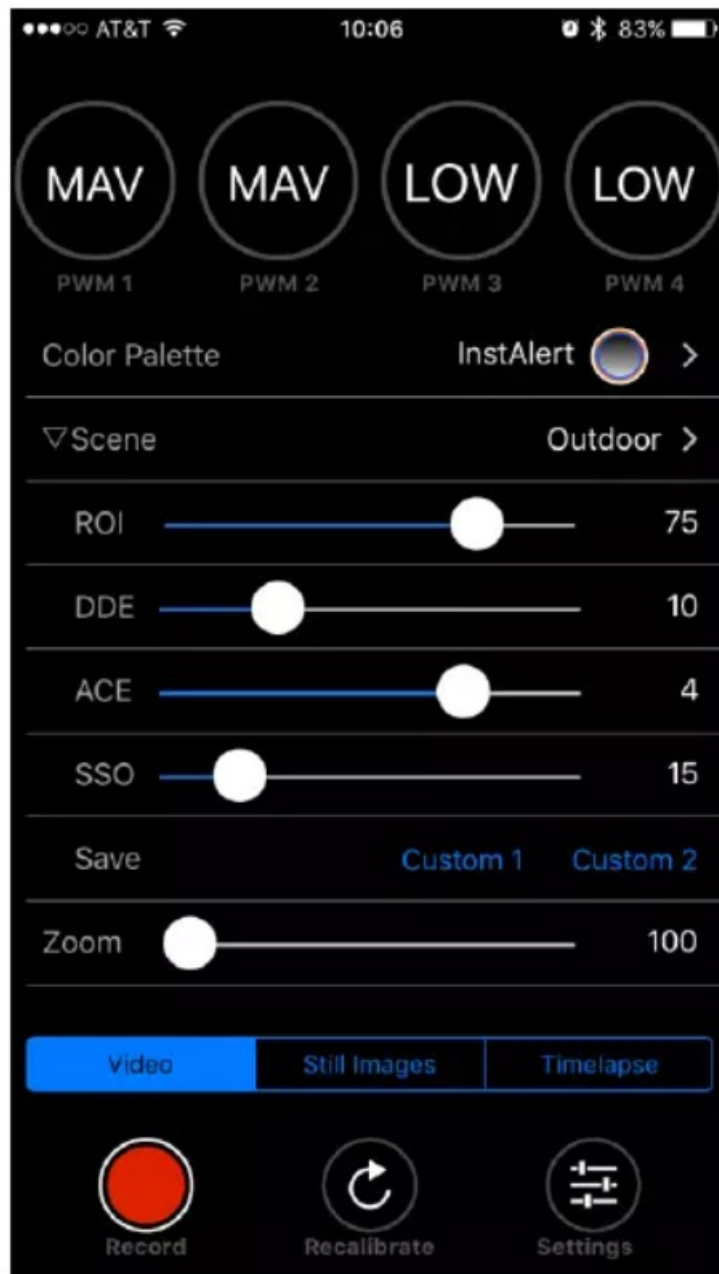 AT&T 10:06 83%
MAV MAV LOW LOW
PWM 1 PWM 2 PWM 3 PWM 4
Color Palette InstAlert >
▽Scene Outdoor >
ROI 75
DDE 10
ACE 4
SSO 15
Save Custom 1 Custom 2
Zoom 100
Video Still Images Timelapse
Record Recalibrate Settings